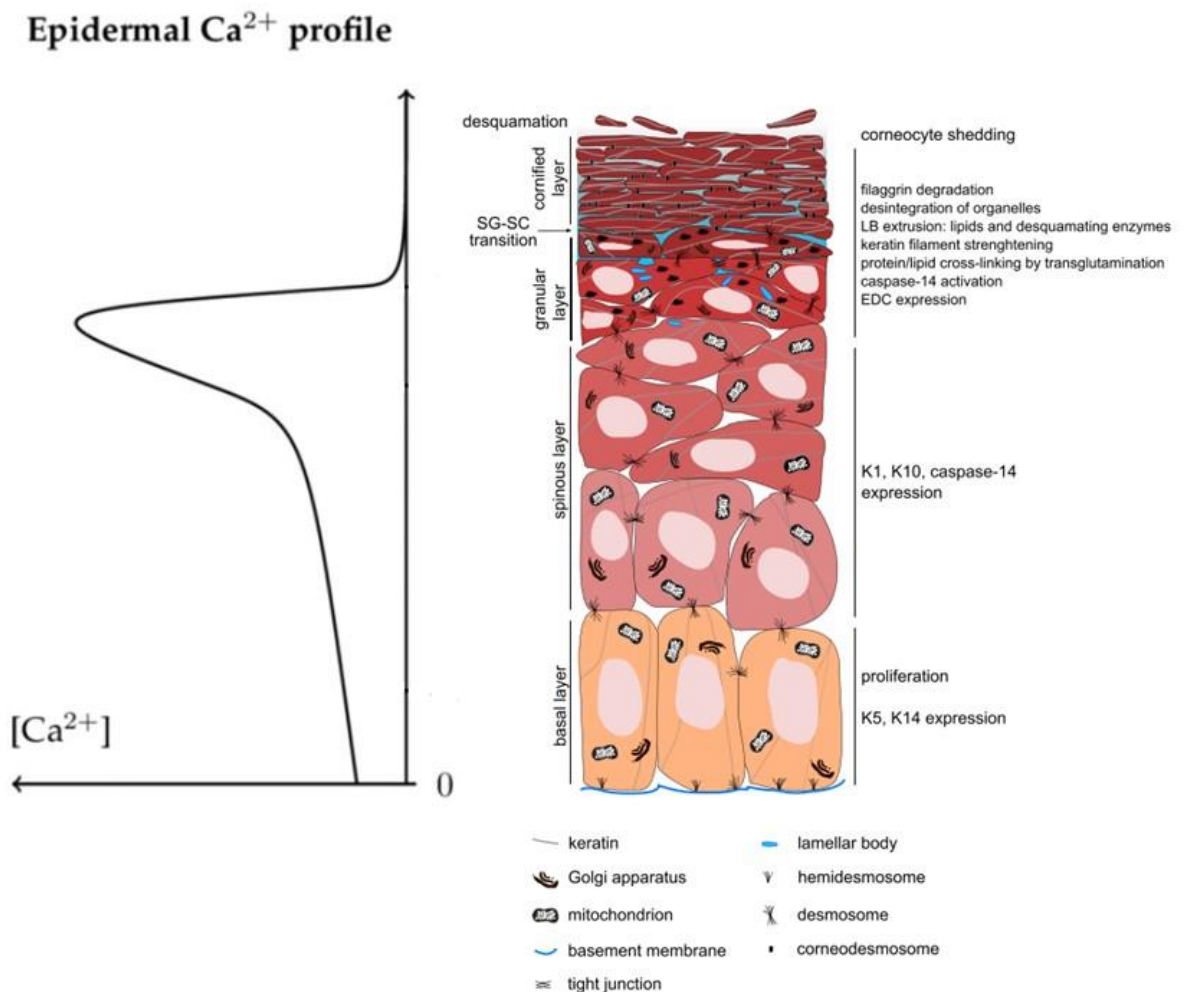 Epidermal Ca²⁺ profile
[Ca²⁺]
0
desquamation
cornified
layer
SG-SC
transition
granular
layer
spinous layer
basal layer
corneocyte shedding
filaggrin degradation
desintegration of organelles
LB extrusion: lipids and desquamating enzymes
keratin filament strenghtening
protein/lipid cross-linking by transglutamination
caspase-14 activation
EDC expression
K1, K10, caspase-14
expression
proliferation
K5, K14 expression
keratin
Golgi apparatus
mitochondrion
basement membrane
tight junction
lamellar body
hemidesmosome
desmosome
corneodesmosome